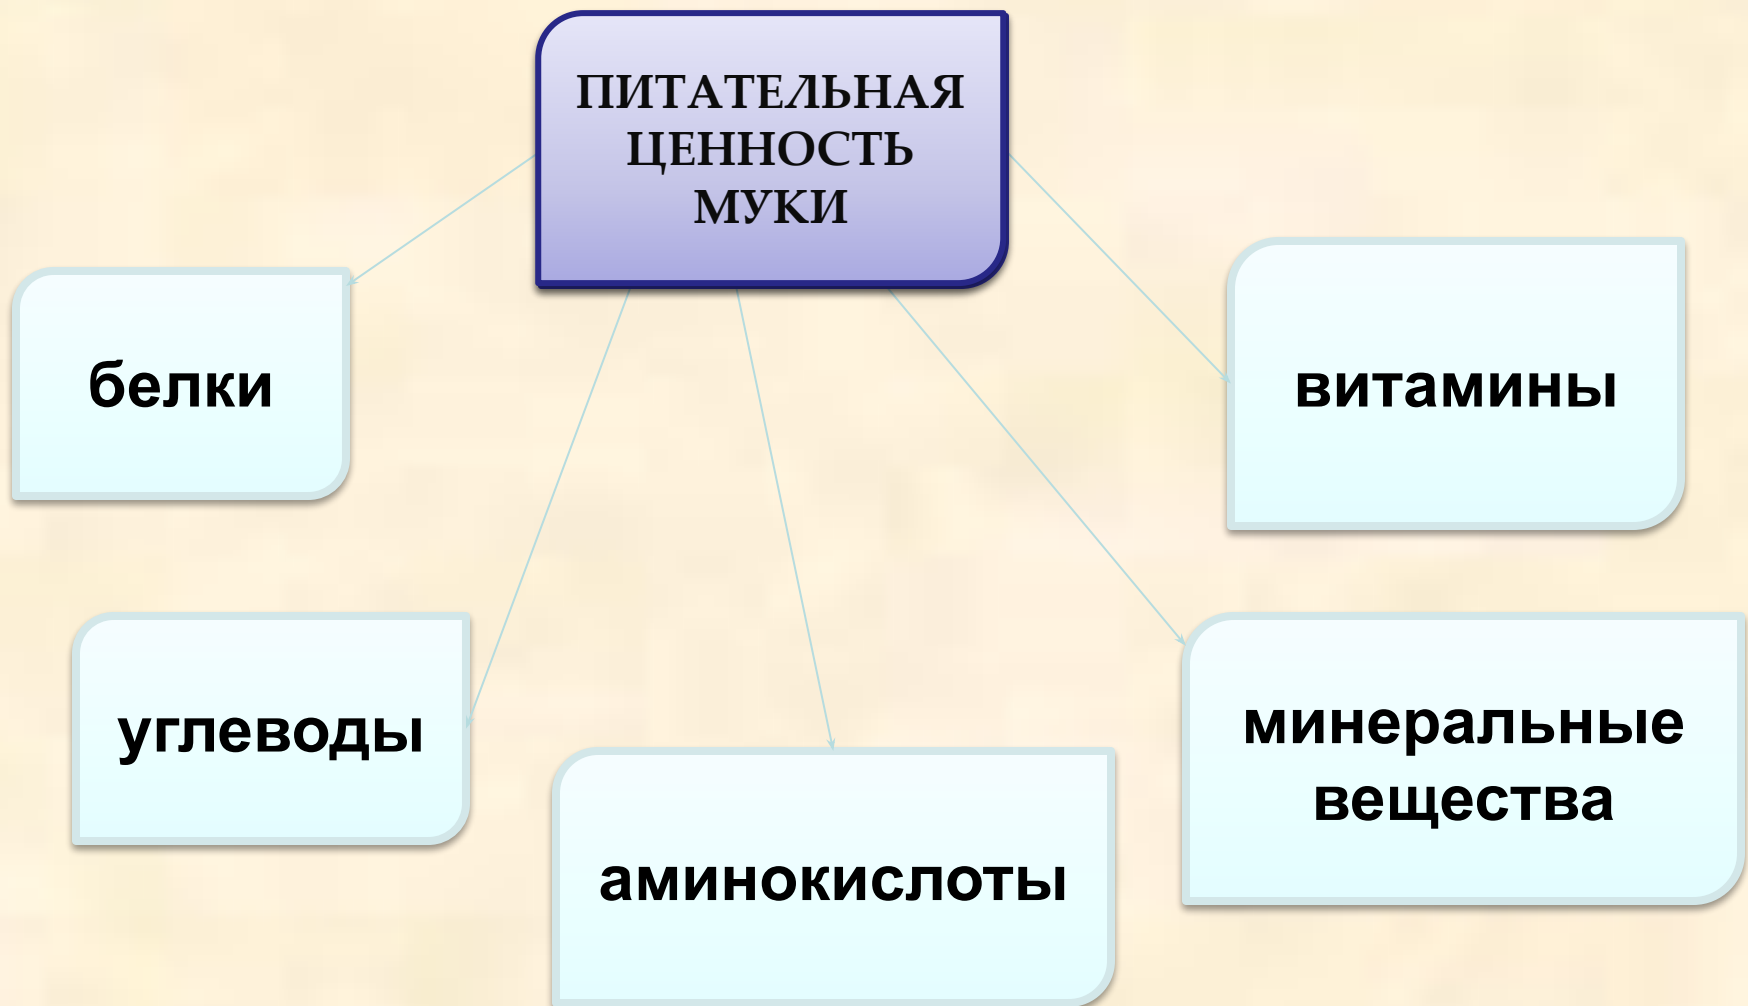 ПИТАТЕЛЬНАЯ
ЦЕННОСТЬ
МУКИ
белки
витамины
углеводы
минеральные
вещества
аминокислоты